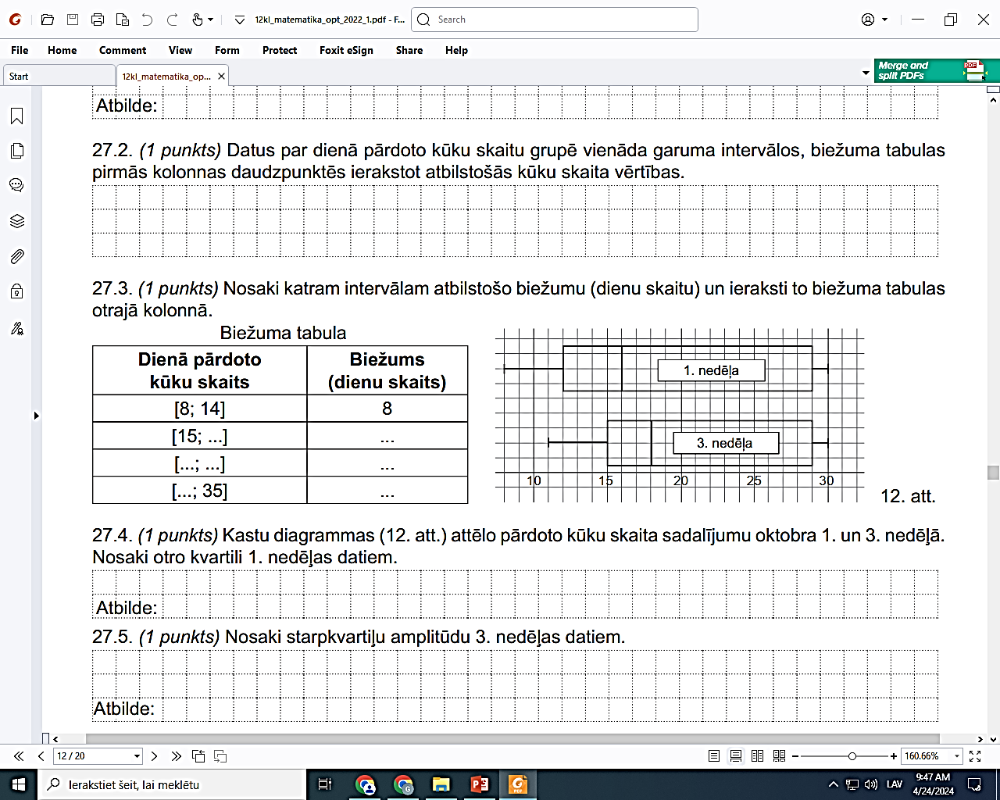 12kl_matematika_opt_2022_1.pdf - F...
Search
File Home Comment View Form Protect Foxit eSign Share Help
Start
12kl_matematika_op...
Merge and
split PDFs
PDF
Atbilde:
27.2. (1 punkts) Datus par dienā pārdoto kūku skaitu grupē vienāda garuma intervālos, biežuma tabulas
pirmās kolonnas daudzpunktēs ierakstot atbilstošās kūku skaita vērtības.
27.3. (1 punkts) Nosaki katram intervālam atbilstošo biežumu (dienu skaitu) un ieraksti to biežuma tabulas
otrajā kolonnā.
Biežuma tabula
Dienā pārdoto
kūku skaits
Biežums
(dienu skaits)
[8; 14] 8
[15; ...] ...
[...; ...] ...
[...; 35] ...
1. nedēļa
3. nedēļa
10 15 20 25 30
12. att.
27.4. (1 punkts) Kastu diagrammas (12. att.) attēlo pārdoto kūku skaita sadalījumu oktobra 1. un 3. nedēļā.
Nosaki otro kvartili 1. nedēļas datiem.
Atbilde:
27.5. (1 punkts) Nosaki starpkvartiļu amplitūdu 3. nedēļas datiem.
Atbilde:
12 / 20
160.66%
Ierakstiet šeit, lai meklētu
LAV
9:47 AM
4/24/2024